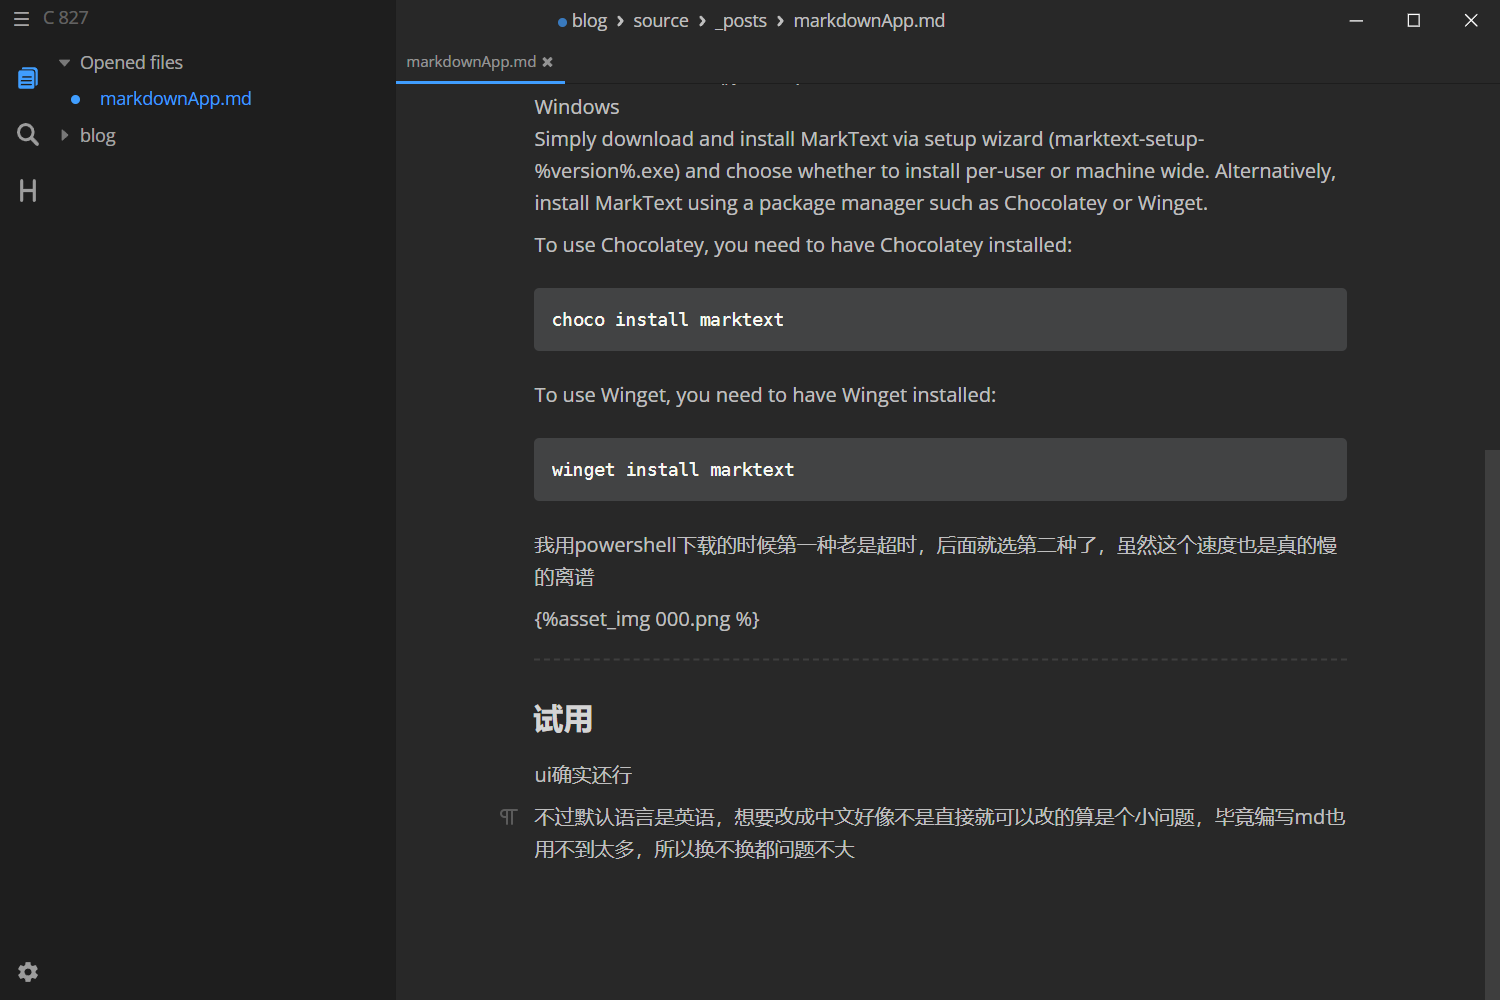 C 827
blog › source › _posts › markdownApp.md
Opened files
markdownApp.md
blog
markdownApp.md
Windows
Simply download and install MarkText via setup wizard (marktext-setup-
%version%.exe) and choose whether to install per-user or machine wide. Alternatively,
install MarkText using a package manager such as Chocolatey or Winget.
To use Chocolatey, you need to have Chocolatey installed:
choco install marktext
To use Winget, you need to have Winget installed:
winget install marktext
我用powershell下载的时候第一种老是超时，后面就选第二种了，虽然这个速度也是真的慢
的离谱
{%asset_img 000.png %}
试用
ui确实还行
不过默认语言是英语，想要改成中文好像不是直接就可以改的算是个小问题，毕竟编写md也
用不到太多，所以换不换都问题不大